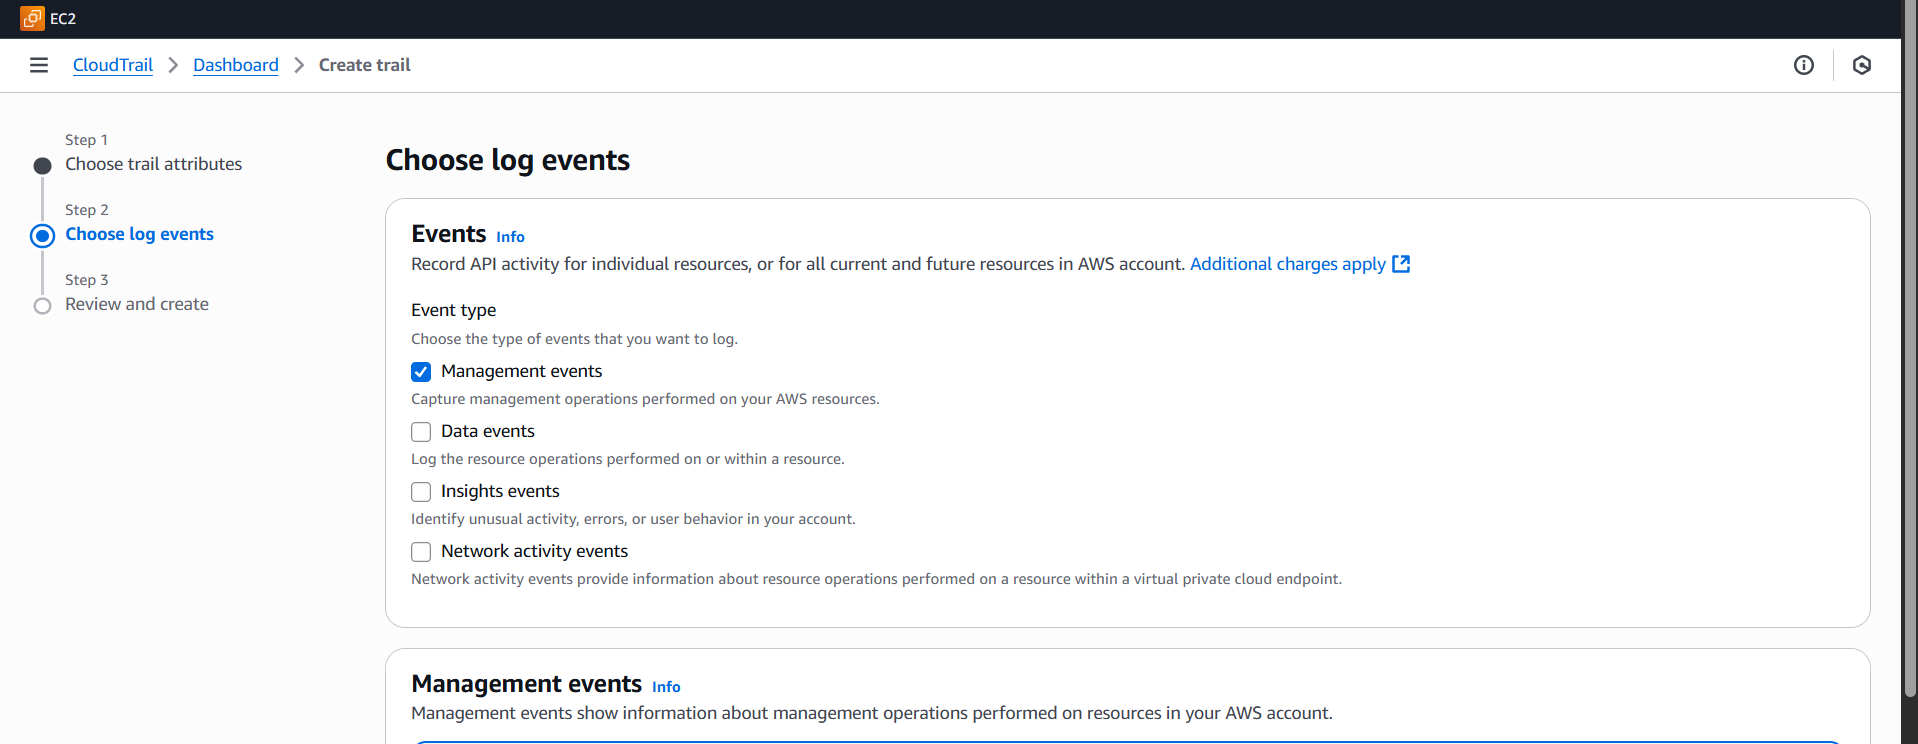 EC2
CloudTrail
Dashboard
Create trail
Step 1
Choose trail attributes
Step 2
Choose log events
Step 3
Review and create
Choose log events
Events Info
Record API activity for individual resources, or for all current and future resources in AWS account. Additional charges apply
Event type
Choose the type of events that you want to log.
Management events
Capture management operations performed on your AWS resources.
Data events
Log the resource operations performed on or within a resource.
Insights events
Identify unusual activity, errors, or user behavior in your account.
Network activity events
Network activity events provide information about resource operations performed on a resource within a virtual private cloud endpoint.
Management events Info
Management events show information about management operations performed on resources in your AWS account.